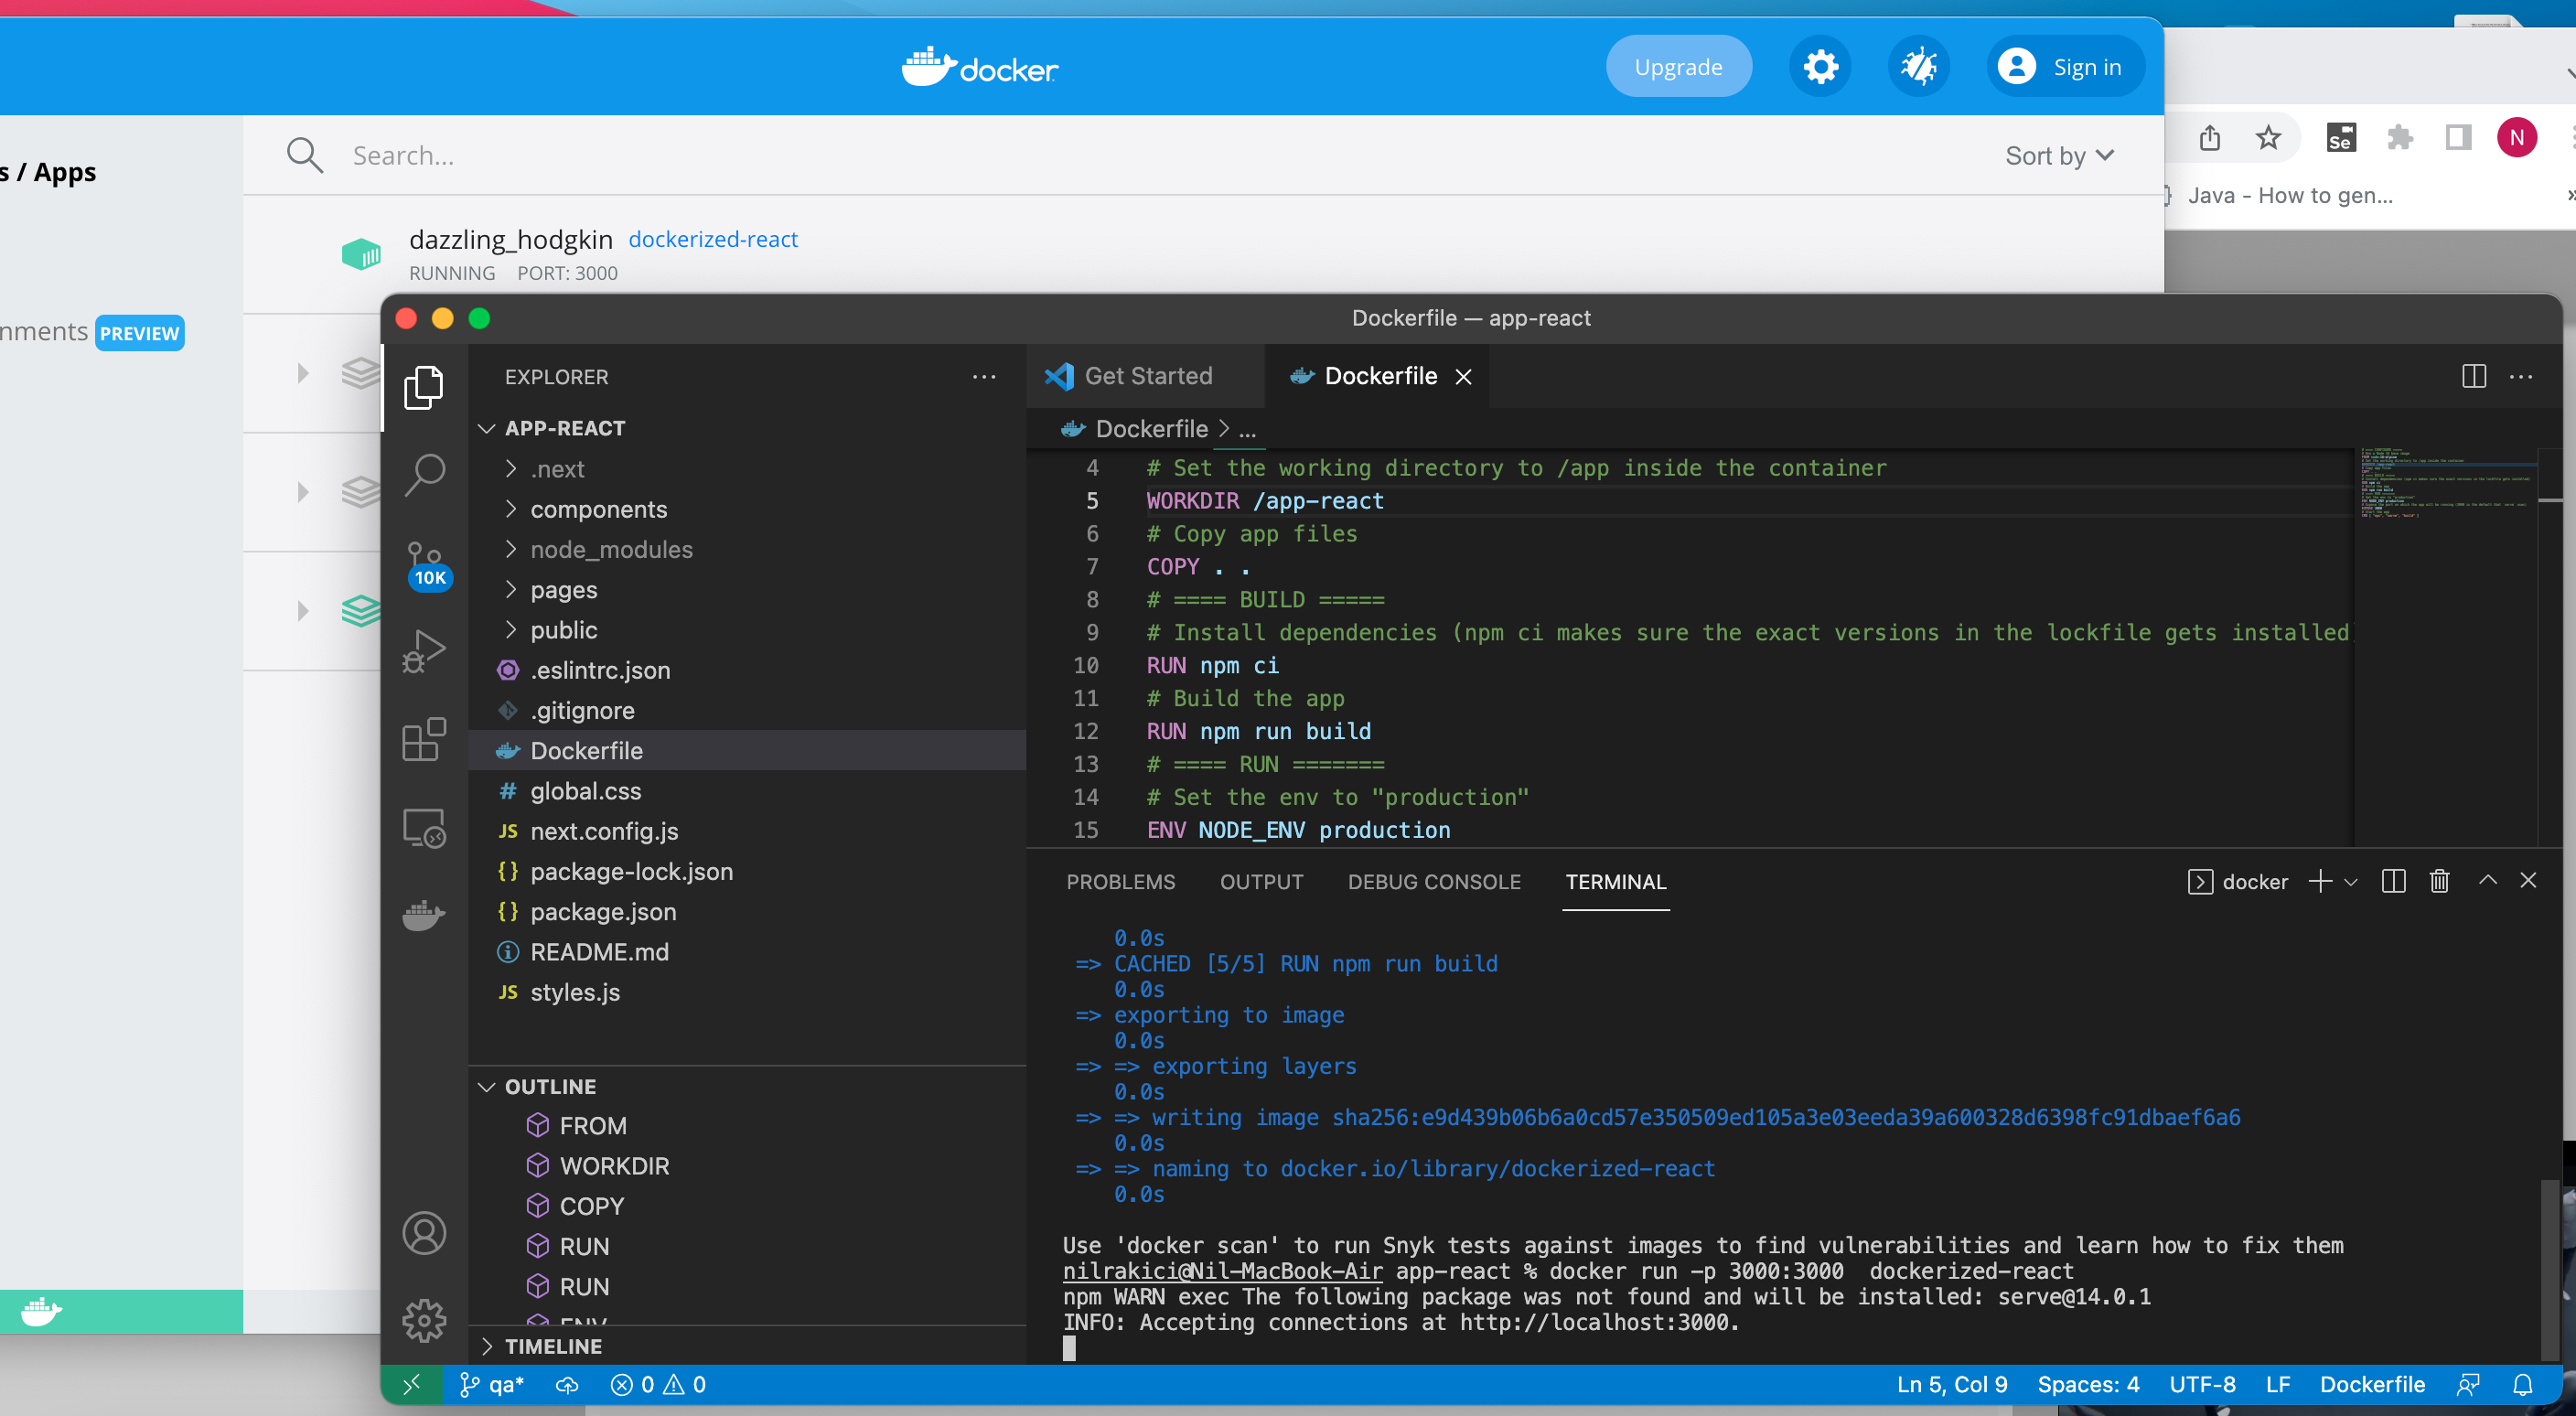 docker
Upgrade
Sign in
s / Apps
Search...
Sort by
Se
N
Java - How to gen...
dazzling_hodgkin dockerized-react
RUNNING PORT: 3000
nments PREVIEW
Dockerfile — app-react
EXPLORER
Get Started
Dockerfile
APP-REACT
.next
components
node_modules
pages
public
.eslintrc.json
.gitignore
Dockerfile
global.css
JS next.config.js
package-lock.json
package.json
README.md
JS styles.js
10K
OUTLINE
FROM
WORKDIR
COPY
RUN
RUN
ENV
TIMELINE
Dockerfile > ...
4 # Set the working directory to /app inside the container
5 WORKDIR /app-react
6 # Copy app files
7 COPY . .
8 # ==== BUILD =====
9 # Install dependencies (npm ci makes sure the exact versions in the lockfile gets installed)
10 RUN npm ci
11 # Build the app
12 RUN npm run build
13 # ==== RUN =======
14 # Set the env to "production"
15 ENV NODE_ENV production
PROBLEMS OUTPUT DEBUG CONSOLE TERMINAL
docker
0.0s
=> CACHED [5/5] RUN npm run build
0.0s
=> exporting to image
0.0s
=> => exporting layers
0.0s
=> => writing image sha256:e9d439b06b6a0cd57e350509ed105a3e03eeda39a600328d6398fc91dbaef6a6
0.0s
=> => naming to docker.io/library/dockerized-react
0.0s
Use 'docker scan' to run Snyk tests against images to find vulnerabilities and learn how to fix them
nilrakici@Nil-MacBook-Air app-react % docker run -p 3000:3000  dockerized-react
npm WARN exec The following package was not found and will be installed: serve@14.0.1
INFO: Accepting connections at http://localhost:3000.
qa* 0 0
Ln 5, Col 9 Spaces: 4 UTF-8 LF Dockerfile